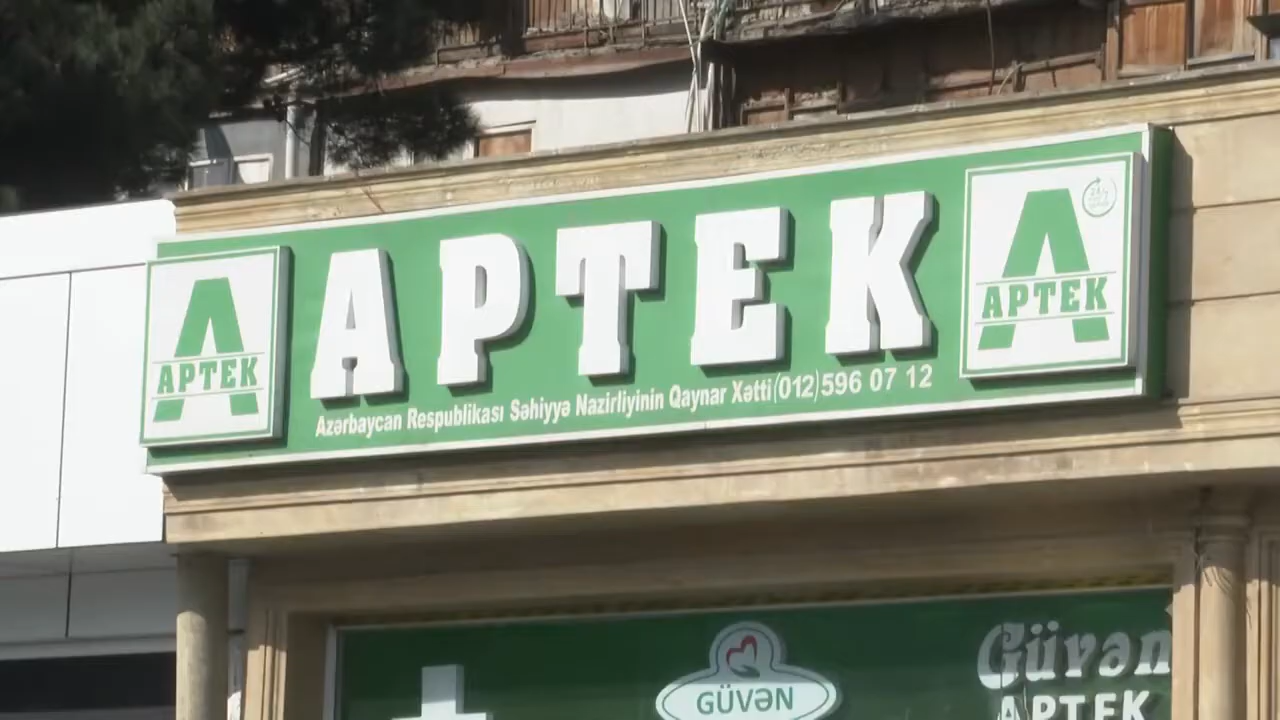 APTEK
APTEK
Azərbaycan Respublikası Səhiyyə Nazirliyinin Qaynar Xətti(012)596 07 12
APTEK
GÜVƏN
Güvən
APTEK